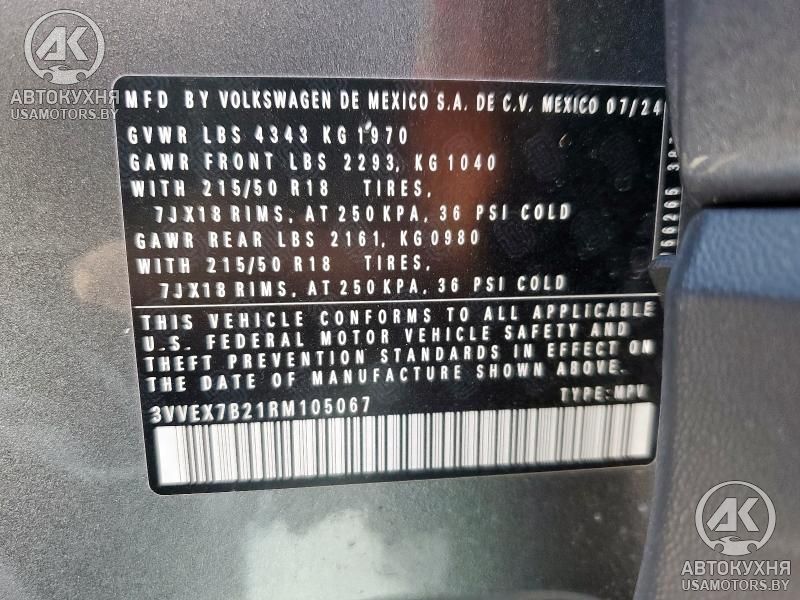 AK
АВТОКУХНЯ
USAMOTORS.BY
MFD BY VOLKSWAGEN DE MEXICO S.A. DE C.V. MEXICO 07/24
GVWR LBS 4343 KG 1970
GAWR FRONT LBS 2293, KG 1040
WITH 215/50 R18 TIRES,
7JX18 RIMS, AT 250 KPA, 36 PSI COLD
GAWR REAR LBS 2161, KG 0980
WITH 215/50 R18 TIRES,
7JX18 RIMS, AT 250 KPA, 36 PSI COLD
THIS VEHICLE CONFORMS TO ALL APPLICABLE
U.S. FEDERAL MOTOR VEHICLE SAFETY AND
THEFT PREVENTION STANDARDS IN EFFECT ON
THE DATE OF MANUFACTURE SHOWN ABOVE.
3VVEX7B21RM105067 TYPE: MPV
AK
АВТОКУХНЯ
USAMOTORS.BY